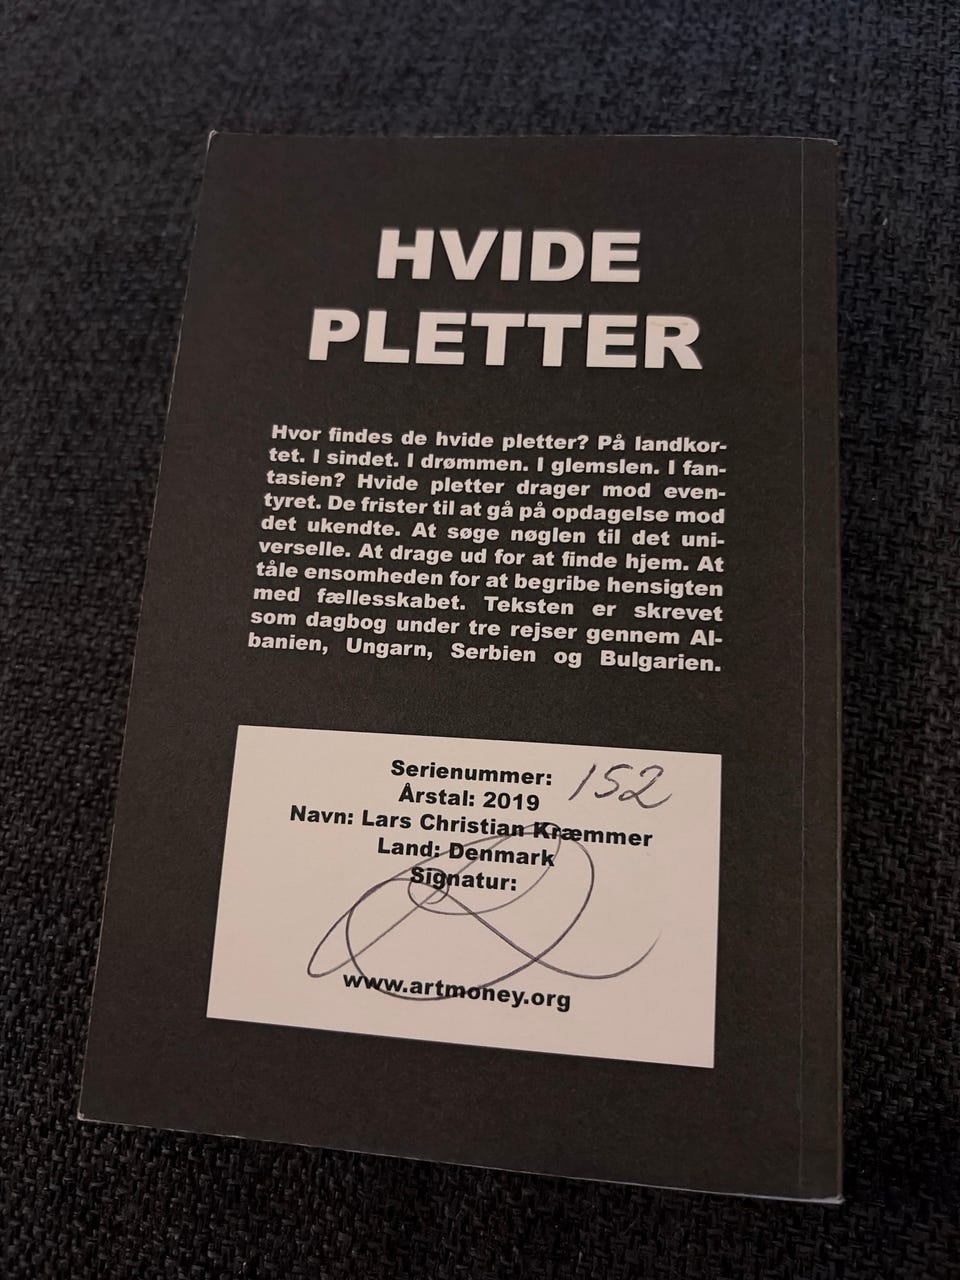 HVIDE
PLETTER
Hvor findes de hvide pletter? På landkor-
tet. I sindet. I drømmen. I glemslen. I fan-
tasien? Hvide pletter drager mod even-
tyret. De frister til at gå på opdagelse mod
det ukendte. At søge nøglen til det uni-
verselle. At drage ud for at finde hjem. At
tåle ensomheden for at begribe hensigten
med fællesskabet. Teksten er skrevet
som dagbog under tre rejser gennem Al-
banien, Ungarn, Serbien og Bulgarien.
Serienummer: 152
Årstal: 2019
Navn: Lars Christian Kræmmer
Land: Denmark
Signatur:
www.artmoney.org